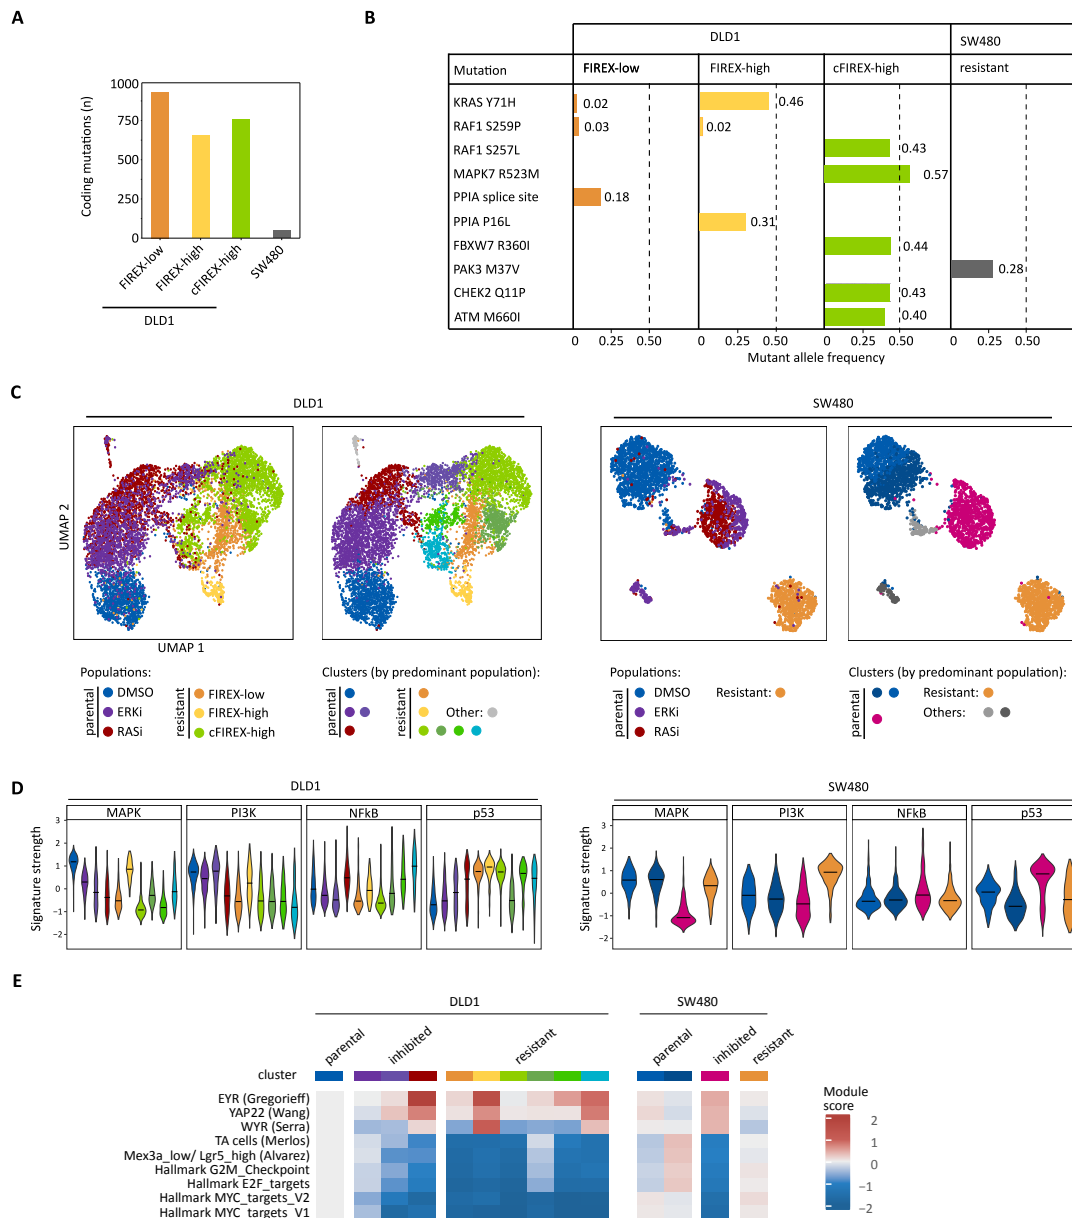 A
Coding mutations (n)
1000
750
500
250
0
FIREX-low
FIREX-high
cFIREX-high
SW480
DLD1
B
DLD1
SW480
Mutation
FIREX-low
FIREX-high
cFIREX-high
resistant
KRAS Y71H
0.02
0.46
RAF1 S259P
0.03
0.02
RAF1 S257L
0.43
MAPK7 R523M
0.57
PPIA splice site
0.18
PPIA P16L
0.31
FBXW7 R360I
0.44
PAK3 M37V
0.28
CHEK2 Q11P
0.43
ATM M660I
0.40
0 0.25 0.50
0 0.25 0.50
0 0.25 0.50
0 0.25 0.50
Mutant allele frequency
C
DLD1
SW480
UMAP 2
UMAP 1
Populations:
parental
DMSO
ERKi
RASi
resistant
FIREX-low
FIREX-high
cFIREX-high
Clusters (by predominant population):
parental
resistant
Other:
Populations:
parental
DMSO
ERKi
RASi
Resistant:
Clusters (by predominant population):
parental
Resistant:
Others:
D
DLD1
SW480
MAPK
PI3K
NFkB
p53
MAPK
PI3K
NFkB
p53
Signature strength
3
2
1
0
−1
−2
Signature strength
3
2
1
0
−1
−2
E
DLD1
SW480
parental
inhibited
resistant
parental
inhibited
resistant
cluster
EYR (Gregorieff)
YAP22 (Wang)
WYR (Serra)
TA cells (Merlos)
Mex3a_low/ Lgr5_high (Alvarez)
Hallmark G2M_Checkpoint
Hallmark E2F_targets
Hallmark MYC_targets_V2
Hallmark MYC_targets_V1
Module
score
2
1
0
−1
−2